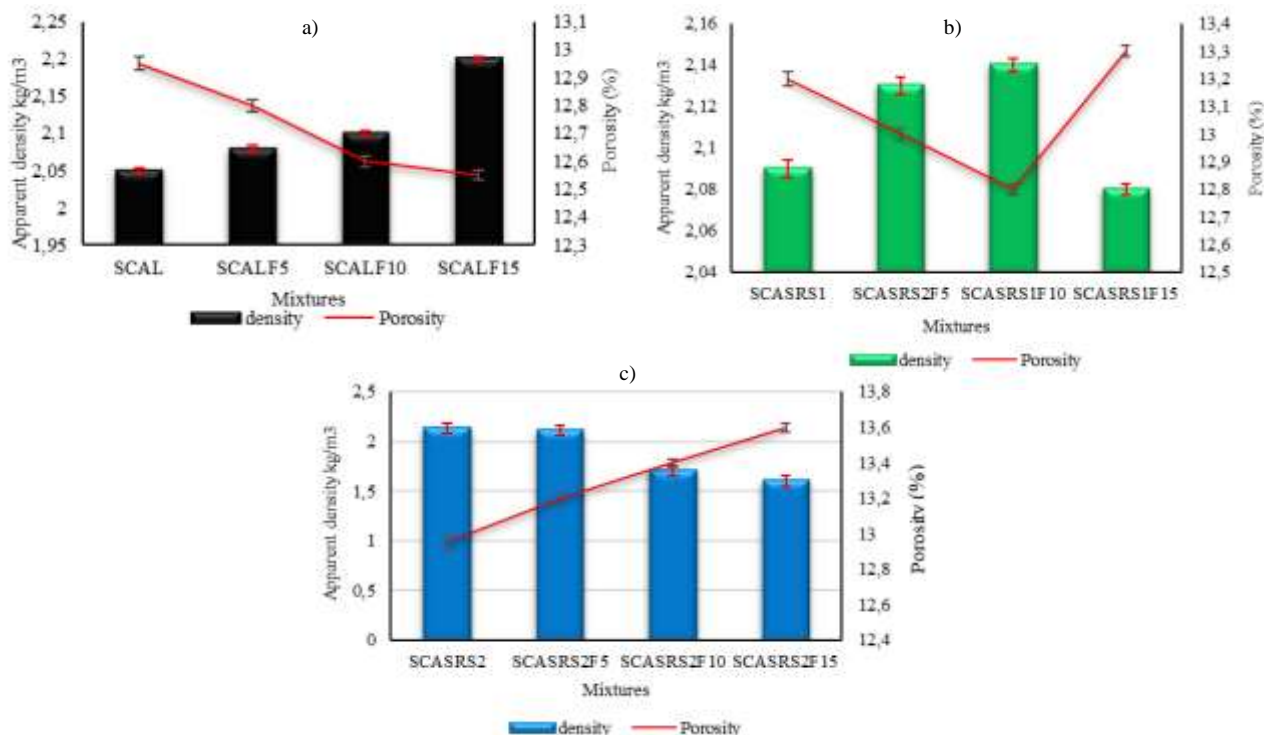 a)
Apparent density kg/m3
2,25
2,2
2,15
2,1
2,05
2
1,95
13,1
13
12,9
12,8
12,7
12,6
12,5
12,4
12,3
Porosity (%)
SCAL SCALF5 SCALF10 SCALF15
Mixtures
density Porosity
b)
Apparent density kg/m3
2,16
2,14
2,12
2,1
2,08
2,06
2,04
13,4
13,3
13,2
13,1
13
12,9
12,8
12,7
12,6
12,5
Porosity (%)
SCASRS1 SCASRS2F5 SCASRS1F10 SCASRS1F15
Mixtures
density Porosity
c)
Apparent density kg/m3
2,5
2
1,5
1
0,5
0
13,8
13,6
13,4
13,2
13
12,8
12,6
12,4
Porosity (%)
SCASRS2 SCASRS2F5 SCASRS2F10 SCASRS2F15
Mixtures
density Porosity